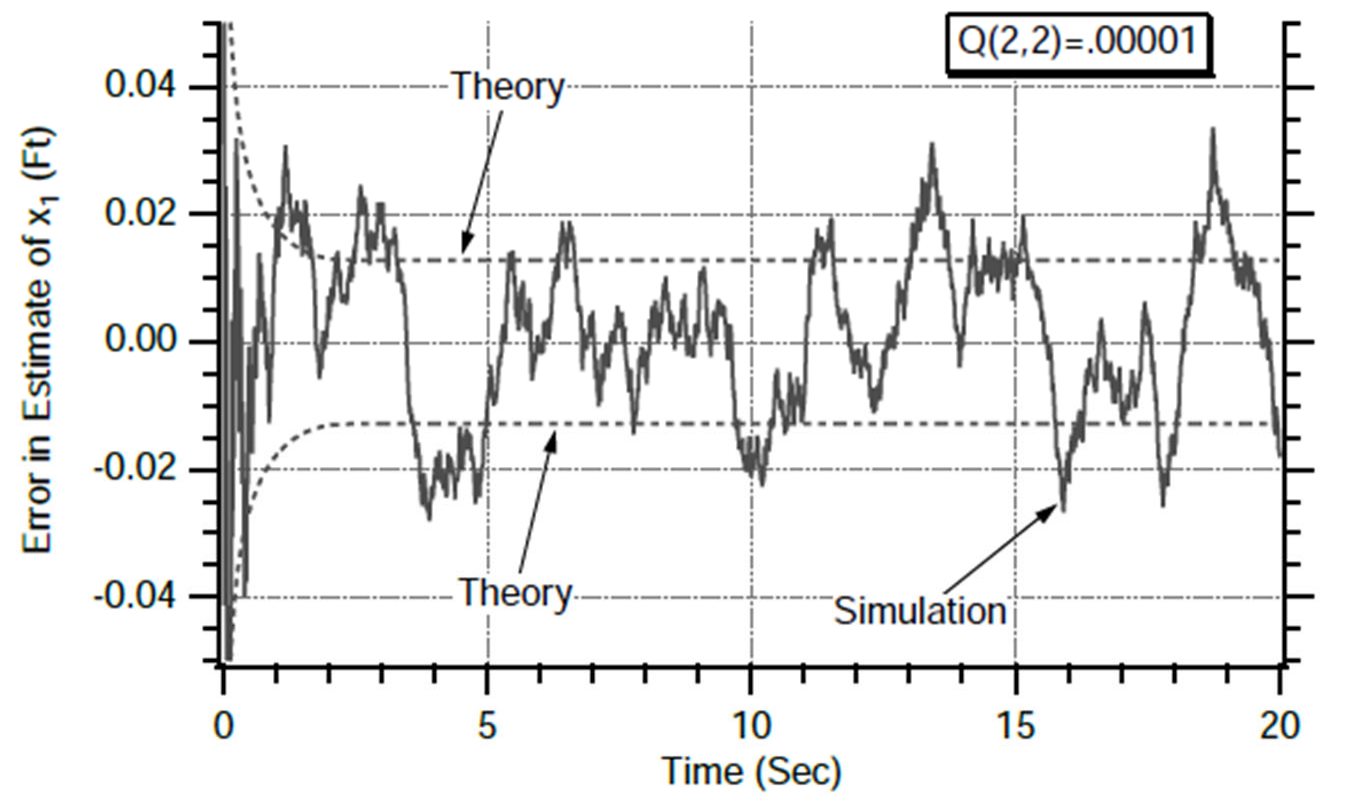 Q(2,2)=.00001
0.04
Theory
0.02
0.00
-0.02
-0.04
Theory
Simulation
Error in Estimate of x₁ (Ft)
0 5 10 15 20
Time (Sec)